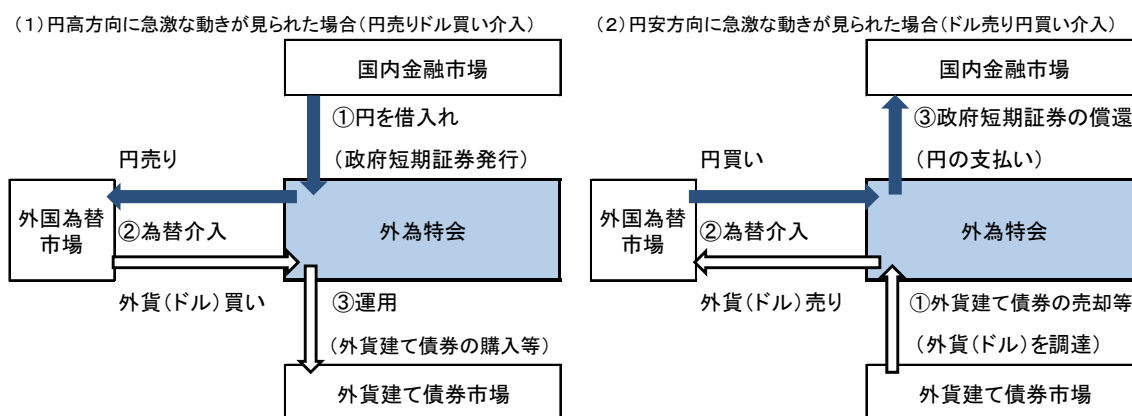 (1)円高方向に急激な動きが見られた場合(円売りドル買い介入)
国内金融市場
①円を借入れ
(政府短期証券発行)
円売り
外国為替
市場
②為替介入
外為特会
外貨(ドル)買い
③運用
(外貨建て債券の購入等)
外貨建て債券市場
(2)円安方向に急激な動きが見られた場合(ドル売り円買い介入)
国内金融市場
③政府短期証券の償還
(円の支払い)
円買い
外国為替
市場
②為替介入
外為特会
外貨(ドル)売り
①外貨建て債券の売却等
(外貨(ドル)を調達)
外貨建て債券市場